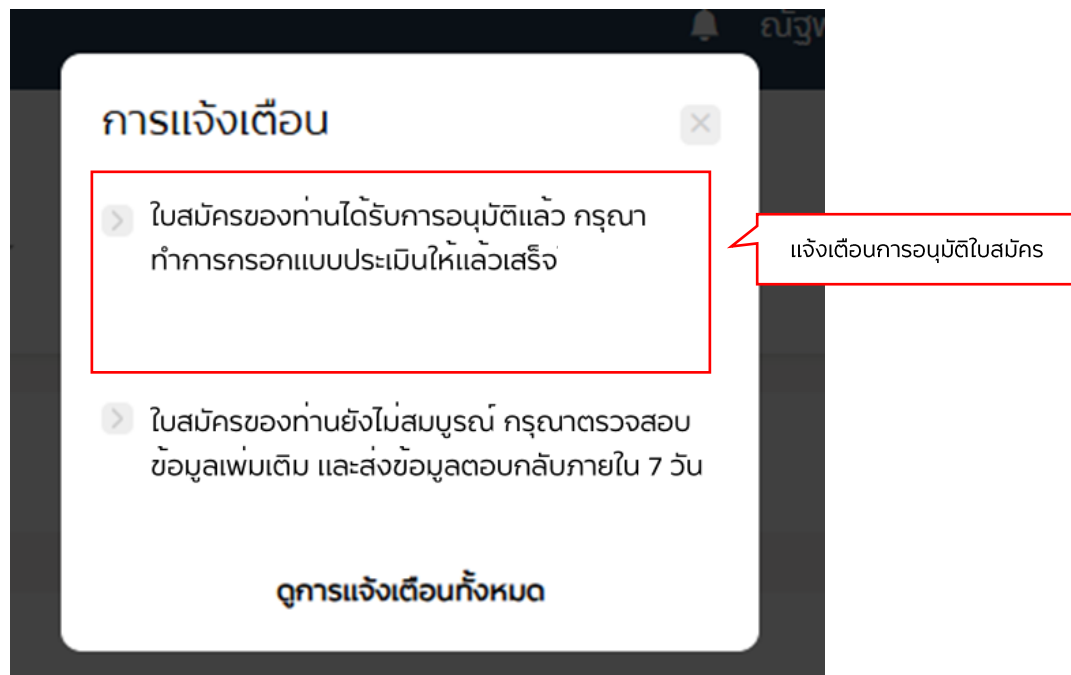 การแจ้งเตือน
ใบสมัครของท่านได้รับการอนุมัติแล้ว กรุณา
ทำการกรอกแบบประเมินให้แล้วเสร็จ
แจ้งเตือนการอนุมัติใบสมัคร
ใบสมัครของท่านยังไม่สมบูรณ์ กรุณาตรวจสอบ
ข้อมูลเพ่มเติม และส่งข้อมูลตอบกลับภายใน 7 วัน
ดูการแจ้งเตือนทั้งหมด